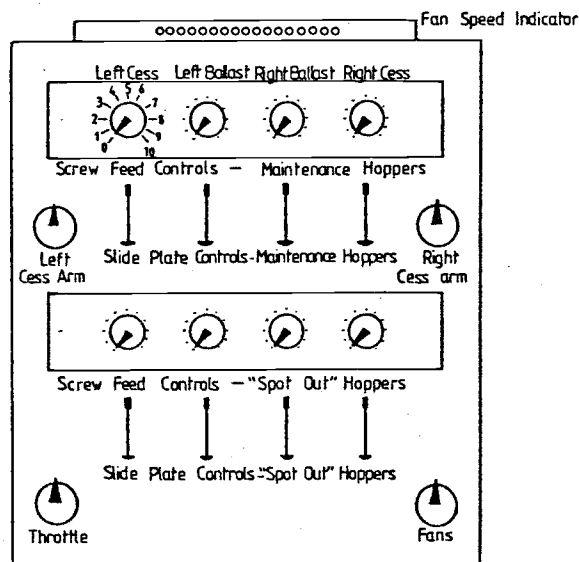 Fan Speed Indicator
Left Cess Left Ballast Right Ballast Right Cess
0 1 2 3 4 5 6 7 8 9 10
Screw Feed Controls - Maintenance Hoppers
Left Cess Arm
Slide Plate Controls - Maintenance Hoppers
Right Cess arm
Screw Feed Controls - "Spot Out" Hoppers
Slide Plate Controls - "Spot Out" Hoppers
Throttle
Fans